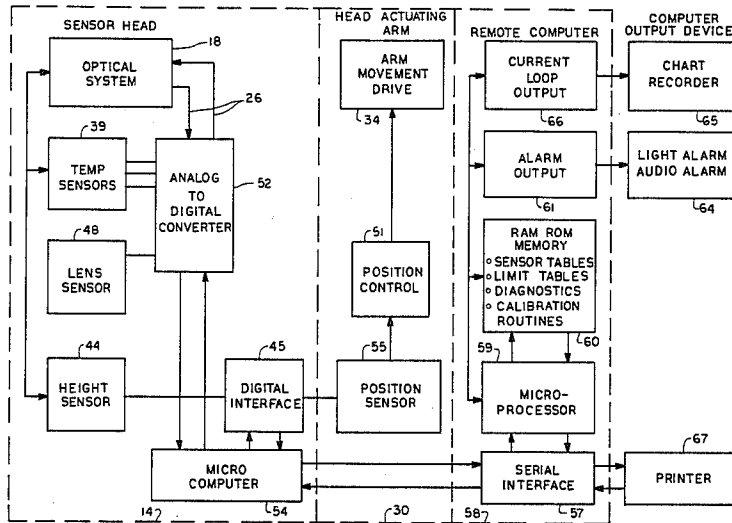 SENSOR HEAD
18
OPTICAL
SYSTEM
26
39
TEMP
SENSORS
ANALOG
TO
DIGITAL
CONVERTER
52
48
LENS
SENSOR
44
HEIGHT
SENSOR
45
DIGITAL
INTERFACE
MICRO
COMPUTER
14
54
HEAD ACTUATING
ARM
ARM
MOVEMENT
DRIVE
34
51
POSITION
CONTROL
55
POSITION
SENSOR
30
REMOTE COMPUTER
CURRENT
LOOP
OUTPUT
66
ALARM
OUTPUT
61
RAM ROM
MEMORY
o SENSOR TABLES
o LIMIT TABLES
o DIAGNOSTICS
o CALIBRATION
ROUTINES
59
60
MICRO-
PROCESSOR
SERIAL
INTERFACE
58
57
COMPUTER
OUTPUT DEVICE
CHART
RECORDER
65
LIGHT ALARM
AUDIO ALARM
64
67
PRINTER